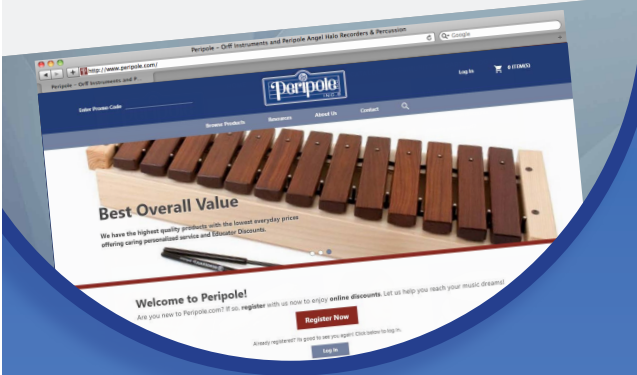 Peripole – Orff Instruments and Peripole Angel Halo Recorders & Percussion
http://www.peripole.com/
Google
Peripole – Orff Instruments and P...
Enter Promo Code
Peripole
Log In
0 ITEM(S)
Browse Products
Resources
About Us
Contact
Best Overall Value
We have the highest quality products with the lowest everyday prices
offering caring personalized service and Educator Discounts.
Welcome to Peripole!
Are you new to Peripole.com? If so, register with us now to enjoy online discounts. Let us help you reach your music dreams!
Register Now
Already registered? Its good to see you again! Click below to log in.
Log In